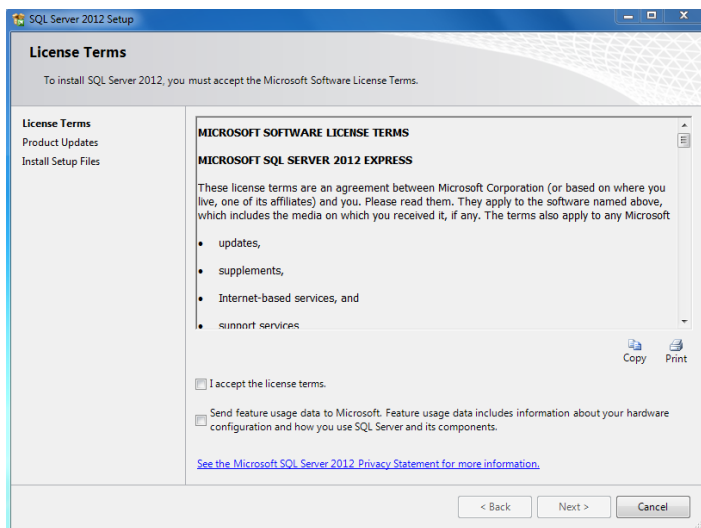 SQL Server 2012 Setup
License Terms
To install SQL Server 2012, you must accept the Microsoft Software License Terms.
License Terms
Product Updates
Install Setup Files
MICROSOFT SOFTWARE LICENSE TERMS
MICROSOFT SQL SERVER 2012 EXPRESS
These license terms are an agreement between Microsoft Corporation (or based on where you
live, one of its affiliates) and you. Please read them. They apply to the software named above,
which includes the media on which you received it, if any. The terms also apply to any Microsoft
• updates,
• supplements,
• Internet-based services, and
• support services
Copy Print
I accept the license terms.
Send feature usage data to Microsoft. Feature usage data includes information about your hardware
configuration and how you use SQL Server and its components.
See the Microsoft SQL Server 2012 Privacy Statement for more information.
< Back Next > Cancel